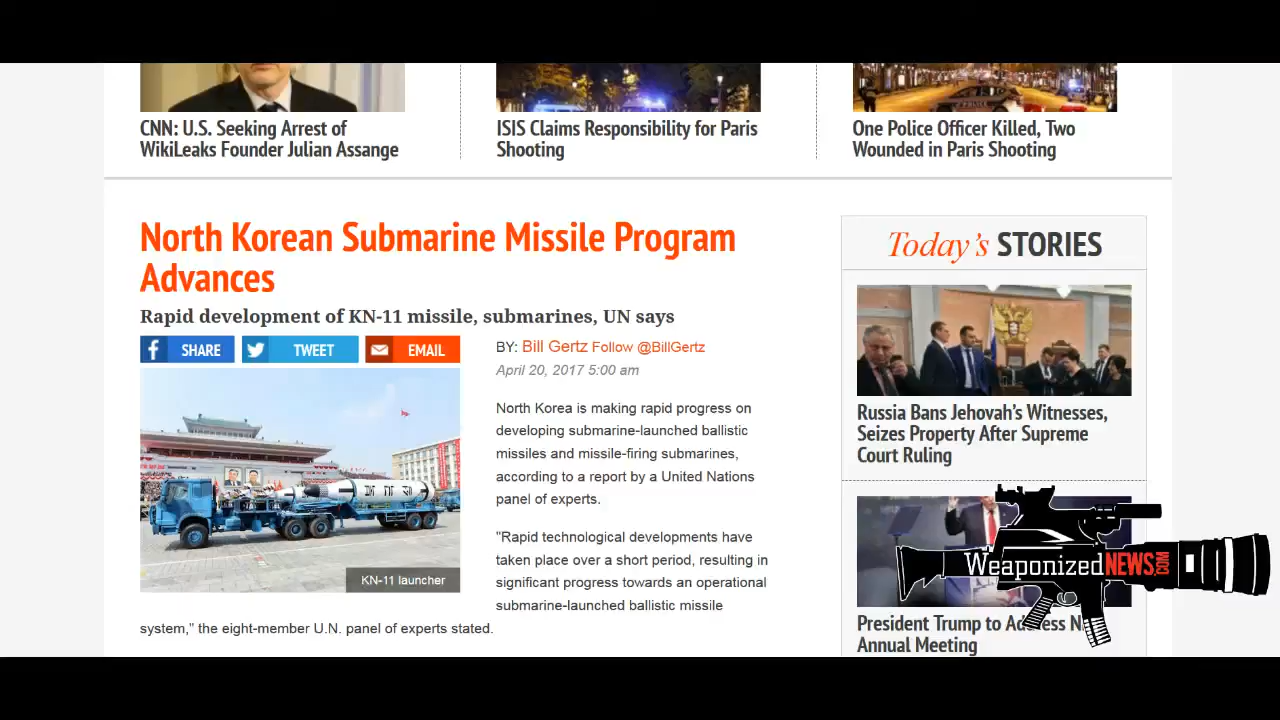 CNN: U.S. Seeking Arrest of
WikiLeaks Founder Julian Assange
ISIS Claims Responsibility for Paris
Shooting
One Police Officer Killed, Two
Wounded in Paris Shooting
North Korean Submarine Missile Program
Advances
Rapid development of KN-11 missile, submarines, UN says
SHARE
TWEET
EMAIL
BY: Bill Gertz Follow @BillGertz
April 20, 2017 5:00 am
North Korea is making rapid progress on
developing submarine-launched ballistic
missiles and missile-firing submarines,
according to a report by a United Nations
panel of experts.
"Rapid technological developments have
taken place over a short period, resulting in
significant progress towards an operational
submarine-launched ballistic missile
system," the eight-member U.N. panel of experts stated.
KN-11 launcher
Today's STORIES
Russia Bans Jehovah's Witnesses,
Seizes Property After Supreme
Court Ruling
WeaponizedNEWS.COM
President Trump to
Annual Meeting